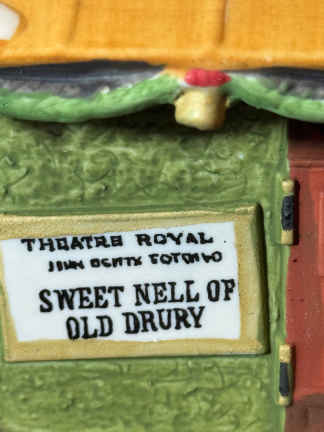 THEATRE ROYAL
SWEET NELL OF
OLD DRURY